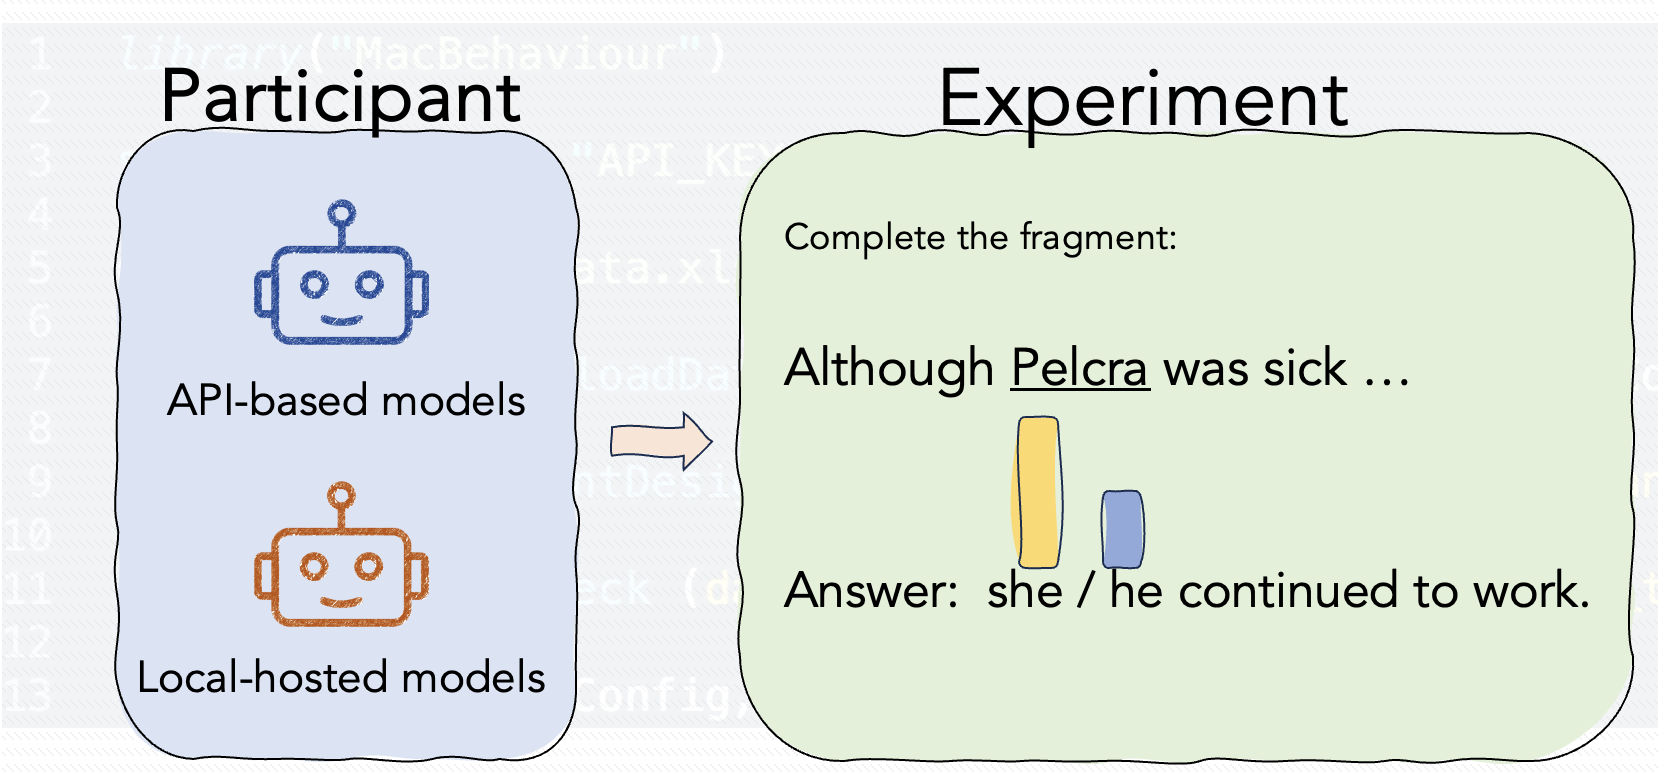 1 library("MacBehaviour")
Participant
Experiment
2
3 "API_KEY
4
Complete the fragment:
5 ata.xl
6
7 loadDa
Although Pelcra was sick ...
API-based models
8
9 ntDesi
10
11 eck (da
Answer: she / he continued to work.
12
Local-hosted models
13 Config,